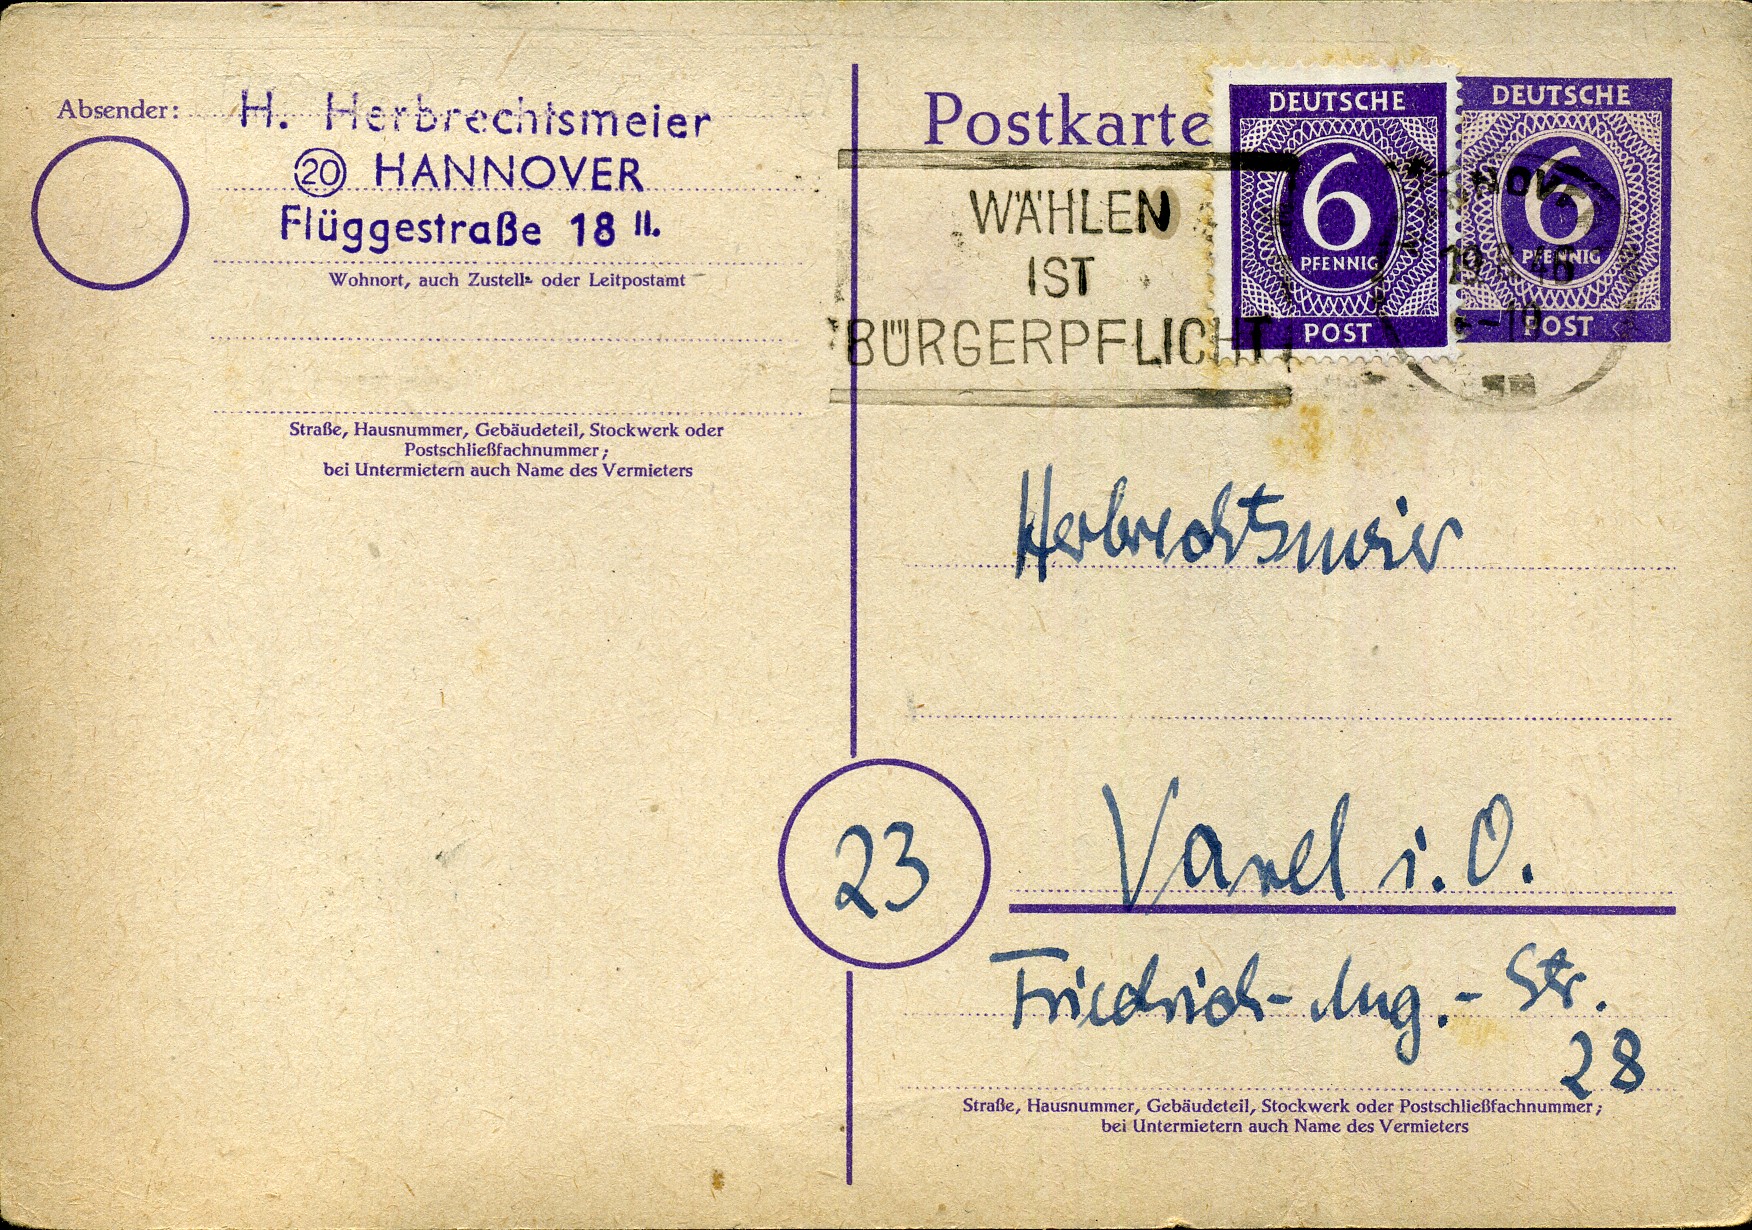 Absender: H. Herbrechtsmeier
20 HANNOVER
Flüggestraße 18 II.
Wohnort, auch Zustell- oder Leitpostamt
Straße, Hausnummer, Gebäudeteil, Stockwerk oder
Postschließfachnummer;
bei Untermietern auch Name des Vermieters
Postkarte
WÄHLEN
IST
BÜRGERPFLICHT
DEUTSCHE
6
PFENNIG
POST
DEUTSCHE
6
PFENNIG
POST
Herbrechtsmeier
23
Varel i. O.
Friedrich-Aug.-Str.
28
Straße, Hausnummer, Gebäudeteil, Stockwerk oder Postschließfachnummer;
bei Untermietern auch Name des Vermieters